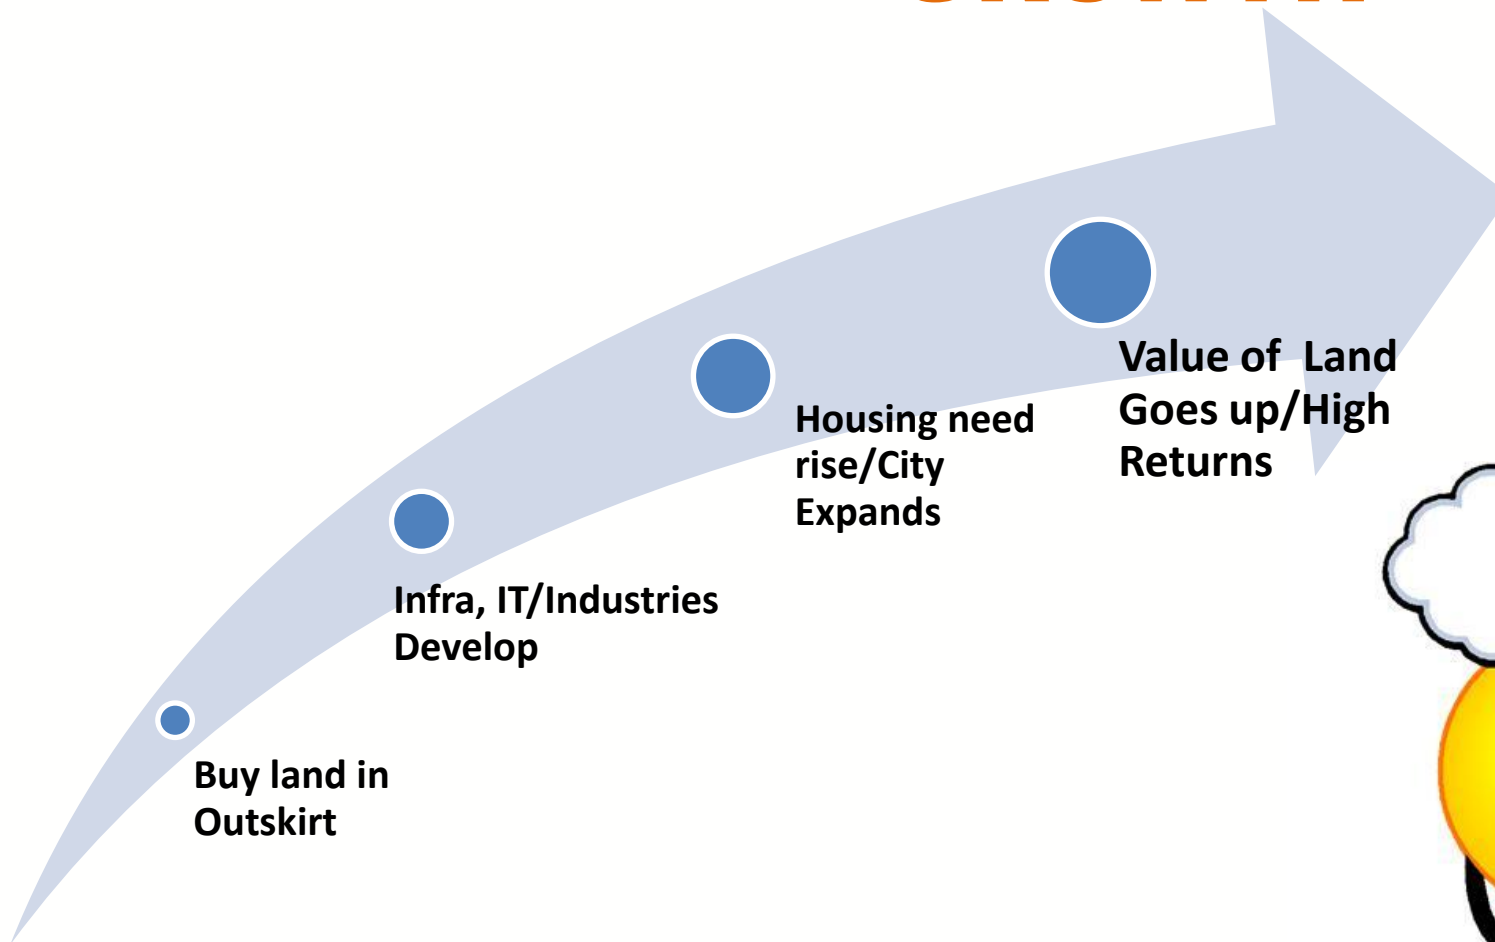 Buy land in
Outskirt
Infra, IT/Industries
Develop
Housing need
rise/City
Expands
Value of  Land
Goes up/High
Returns